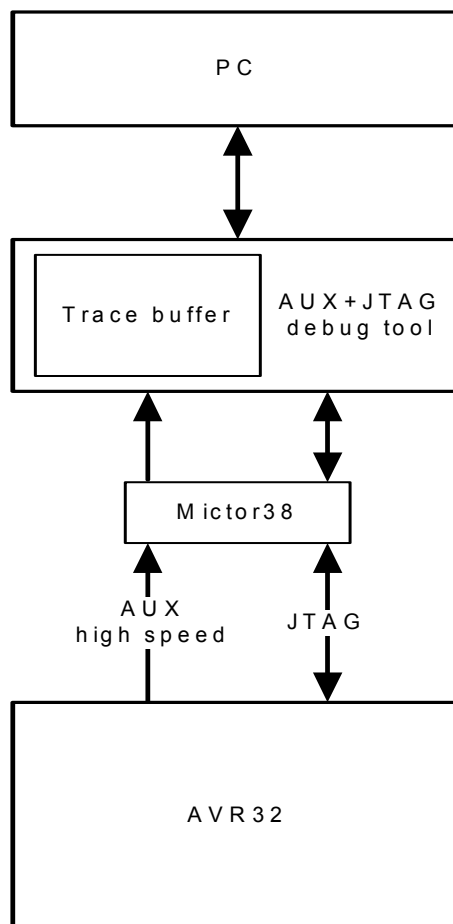 PC
Trace buffer
AUX+JTAG
debug tool
Mictor38
AUX
high speed
JTAG
AVR32